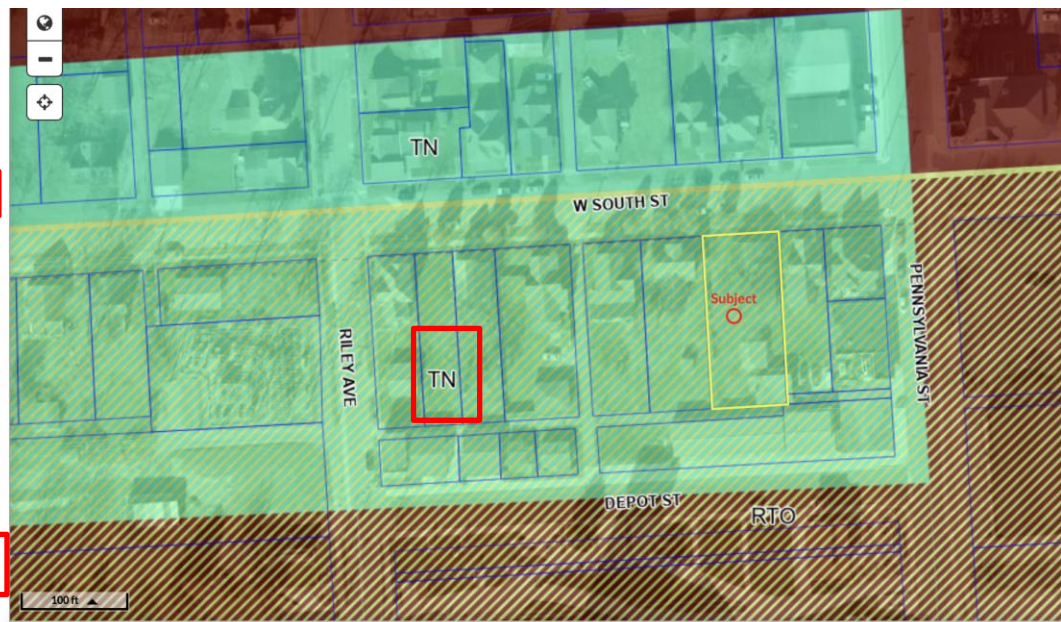 TN
W SOUTH ST
Subject
PENNSYLVANIA ST
RILEY AVE
TN
DEPOT ST
RTO
100 ft